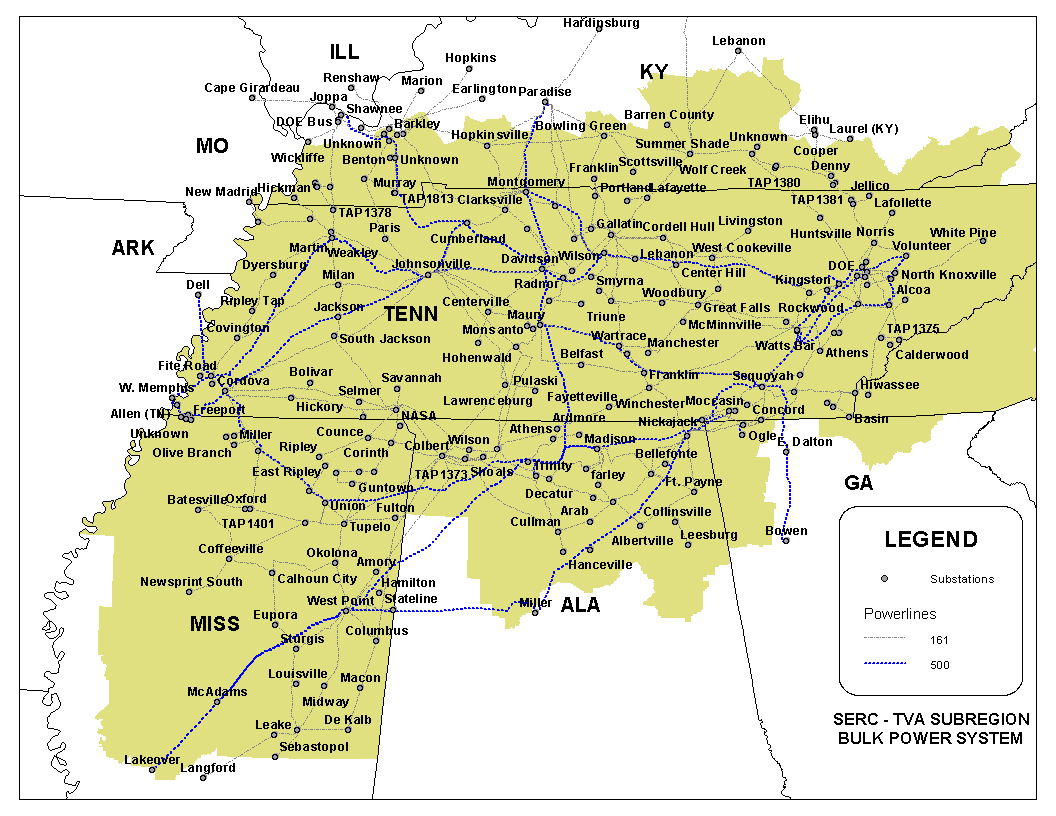 Hardinsburg
Lebanon
ILL
Hopkins
KY
Renshaw
Marion
Cape Girardeau
Earlington
Paradise
Joppa
Shawnee
DOE Bus
Barkley
Hopkinsville
Bowling Green
Barren County
Elihu
Laurel (KY)
MO
Unknown
Summer Shade
Unknown
Cooper
Wickliffe
Benton
Unknown
Franklin
Scottsville
Wolf Creek
Denny
New Madrid
Hickman
Murray
Montgomery
Portland
Lafayette
TAP1380
Jellico
TAP1813
Clarksville
TAP1381
Lafollette
TAP1378
Paris
Gallatin
Cordell Hull
Livingston
Huntsville
Norris
White Pine
ARK
Martin
Weakley
Cumberland
Davidson
Wilson
Lebanon
West Cookeville
Volunteer
Dyersburg
Milan
Johnsonville
Radnor
Smyrna
Center Hill
Kingston
DOE
North Knoxville
Dell
Ripley Tap
Jackson
TENN
Centerville
Woodbury
Great Falls
Rockwood
Alcoa
Covington
Maury
Monsanto
Triune
McMinnville
TAP1375
South Jackson
Hohenwald
Wartrace
Manchester
Watts Bar
Athens
Calderwood
Fite Road
Belfast
Cordova
Bolivar
Savannah
Pulaski
Franklin
Sequoyah
Hiwassee
W. Memphis
Selmer
Lawrenceburg
Fayetteville
Winchester
Moccasin
Allen (TN)
Freeport
Hickory
NASA
Ardmore
Nickajack
Concord
Basin
Unknown
Miller
Counce
Athens
Madison
Ogle
E. Dalton
Olive Branch
Ripley
Corinth
Colbert
Wilson
Bellefonte
East Ripley
TAP1373
Shoals
Trinity
farley
GA
Guntown
Decatur
Ft. Payne
Batesville
Oxford
Union
Fulton
Arab
Collinsville
TAP1401
Tupelo
Cullman
Albertville
Leesburg
Bowen
LEGEND
Coffeeville
Okolona
Amory
Hanceville
Newsprint South
Calhoun City
Hamilton
Substations
West Point
Stateline
Miller
ALA
Powerlines
MISS
Eupora
Columbus
161
Sturgis
500
Louisville
Macon
McAdams
Midway
De Kalb
SERC - TVA SUBREGION
BULK POWER SYSTEM
Leake
Sebastopol
Lakeover
Langford